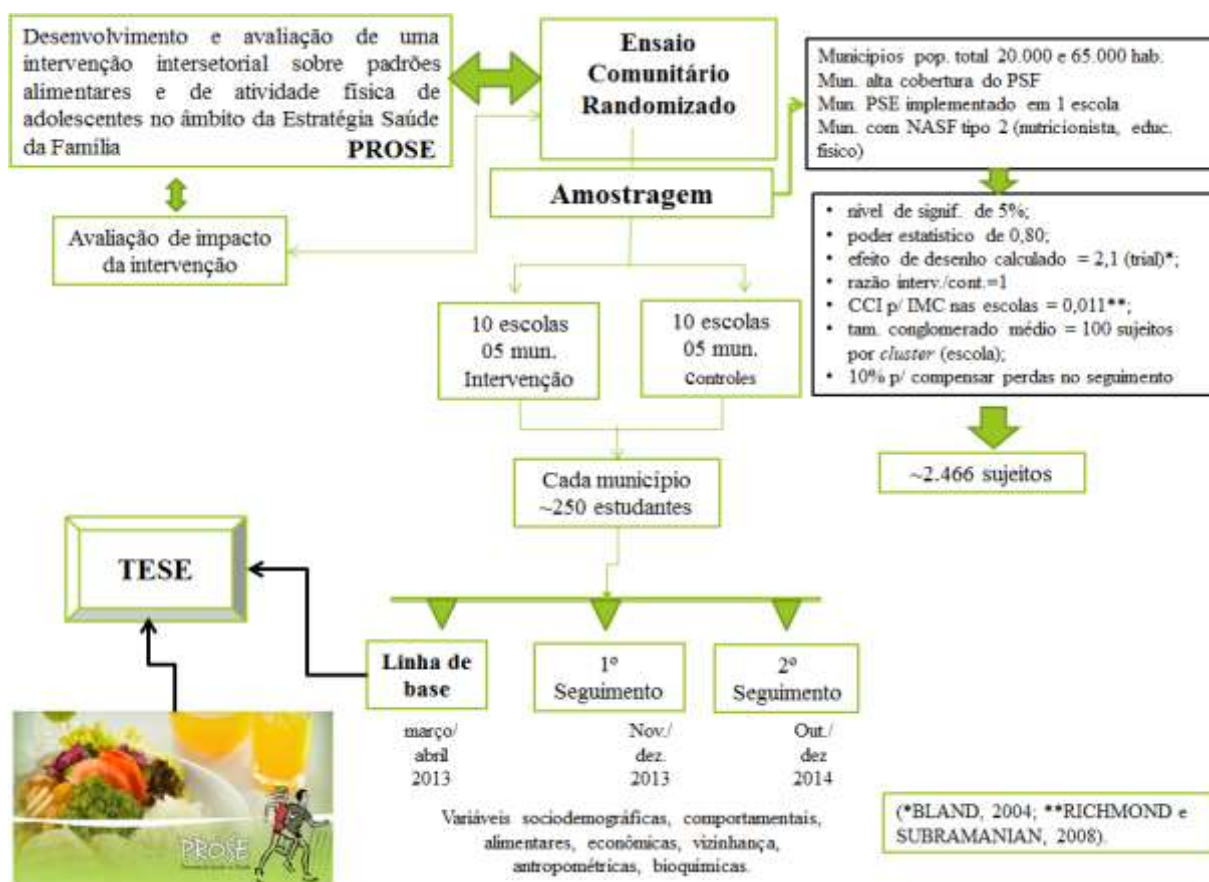 Desenvolvimento e avaliação de uma
intervenção intersetorial sobre padrões
alimentares e de atividade física de
adolescentes no âmbito da Estratégia Saúde
da Família
PROSE
Ensaio
Comunitário
Randomizado
Municípios pop. total 20.000 e 65.000 hab.
Mun. alta cobertura do PSF
Mun. PSE implementado em 1 escola
Mun. com NASF tipo 2 (nutricionista, educ.
físico)
Amostragem
Avaliação de impacto
da intervenção
• nível de signif. de 5%;
• poder estatístico de 0,80;
• efeito de desenho calculado = 2,1 (trial)*;
• razão interv./cont.=1
• CCI p/ IMC nas escolas = 0,011**;
• tam. conglomerado médio = 100 sujeitos
por cluster (escola);
• 10% p/ compensar perdas no seguimento
10 escolas
05 mun.
Intervenção
10 escolas
05 mun.
Controles
~2.466 sujeitos
Cada município
~250 estudantes
TESE
Linha de
base
1º
Seguimento
2º
Seguimento
março/
abril
2013
Nov./
dez.
2013
Out./
dez
2014
Variáveis sociodemográficas, comportamentais,
alimentares, econômicas, vizinhança,
antropométricas, bioquímicas.
(*BLAND, 2004; **RICHMOND e
SUBRAMANIAN, 2008).
PROSE